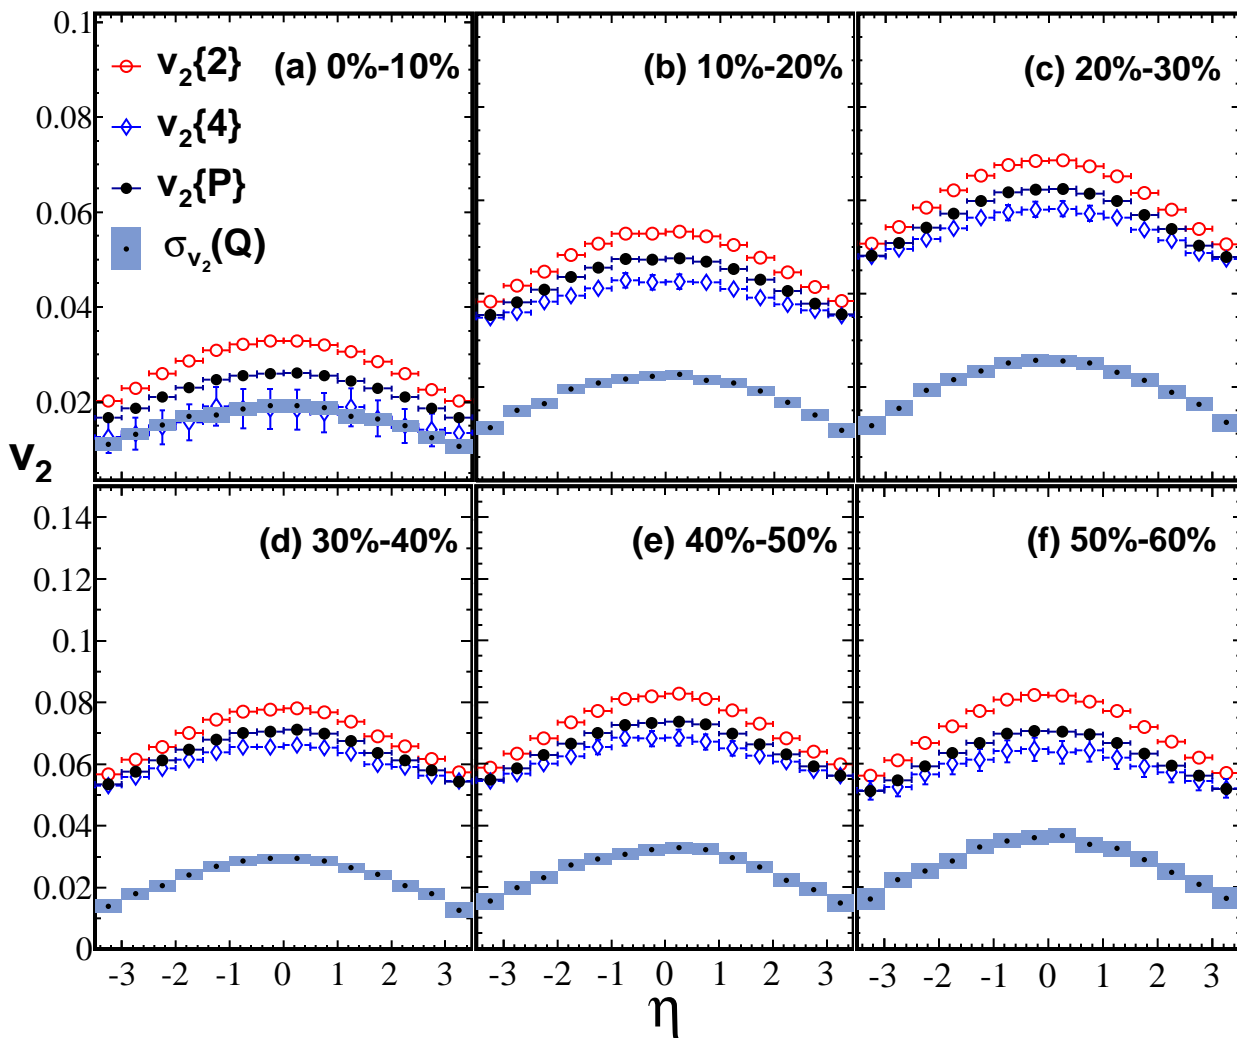 0.1
0.08
0.06
0.04
0.02
v₂{2}
v₂{4}
v₂{P}
σᵥ₂(Q)
(a) 0%-10%
(b) 10%-20%
(c) 20%-30%
v₂
0.14
0.12
0.1
0.08
0.06
0.04
0.02
0
(d) 30%-40%
(e) 40%-50%
(f) 50%-60%
-3 -2 -1 0 1 2 3
-3 -2 -1 0 1 2 3
-3 -2 -1 0 1 2 3
η